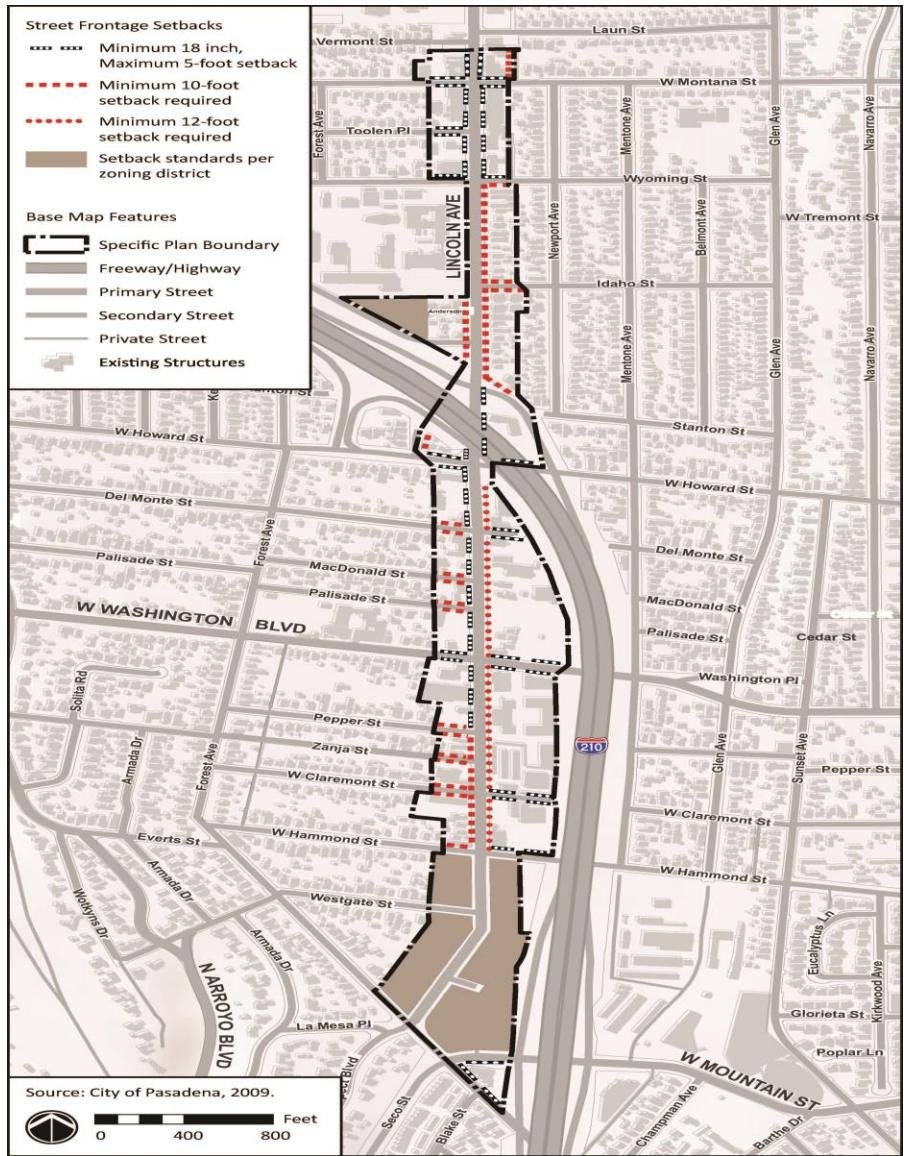 Street Frontage Setbacks
Minimum 18 inch,
Maximum 5-foot setback
Minimum 10-foot
setback required
Minimum 12-foot
setback required
Setback standards per
zoning district
Base Map Features
Specific Plan Boundary
Freeway/Highway
Primary Street
Secondary Street
Private Street
Existing Structures
Vermont St
Laun St
W Montana St
Toolen Pl
Forest Ave
Mentone Ave
Glen Ave
Navarro Ave
Wyoming St
LINCOLN AVE
Newport Ave
Belmont Ave
W Tremont St
Idaho St
Mentone Ave
Glen Ave
Navarro Ave
Stanton St
W Howard St
W Howard St
Del Monte St
Forest Ave
Del Monte St
Palisade St
MacDonald St
MacDonald St
Palisade St
Palisade St
Cedar St
W WASHINGTON BLVD
Washington Pl
Solita Rd
Pepper St
210
Zanja St
Armada Dr
Forest Ave
Glen Ave
Sunset Ave
Pepper St
W Claremont St
W Claremont St
Everts St
W Hammond St
W Hammond St
Armada Dr
Westgate St
Wotkyns Dr
Armada Dr
Eucalyptus Ln
Kirkwood Ave
N ARROYO BLVD
La Mesa Pl
Glorieta St
Poplar Ln
W MOUNTAIN ST
Seco St
Blake St
Champman Ave
Barthe Dr
Source: City of Pasadena, 2009.
Feet
0 400 800